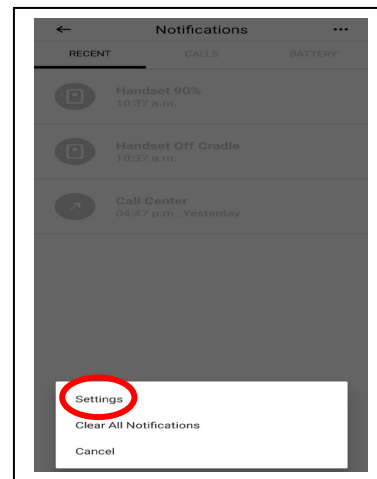 Notifications
RECENT CALLS BATTERY
Handset 90%
10:37 a.m.
Handset Off Cradle
10:37 a.m.
Call Center
04:47 p.m., Yesterday
Settings
Clear All Notifications
Cancel